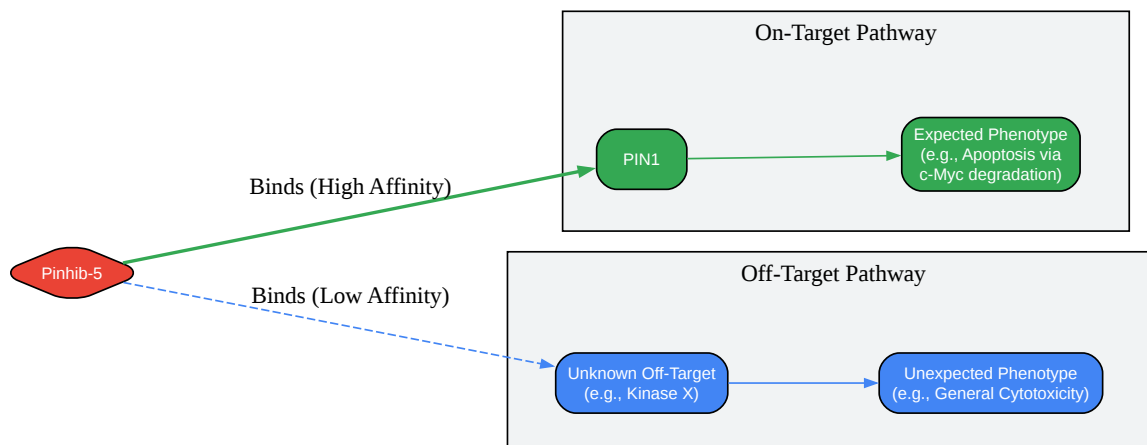 On-Target Pathway
PIN1
Expected Phenotype
(e.g., Apoptosis via
c-Myc degradation)
Binds (High Affinity)
Pinhib-5
Binds (Low Affinity)
Off-Target Pathway
Unknown Off-Target
(e.g., Kinase X)
Unexpected Phenotype
(e.g., General Cytotoxicity)